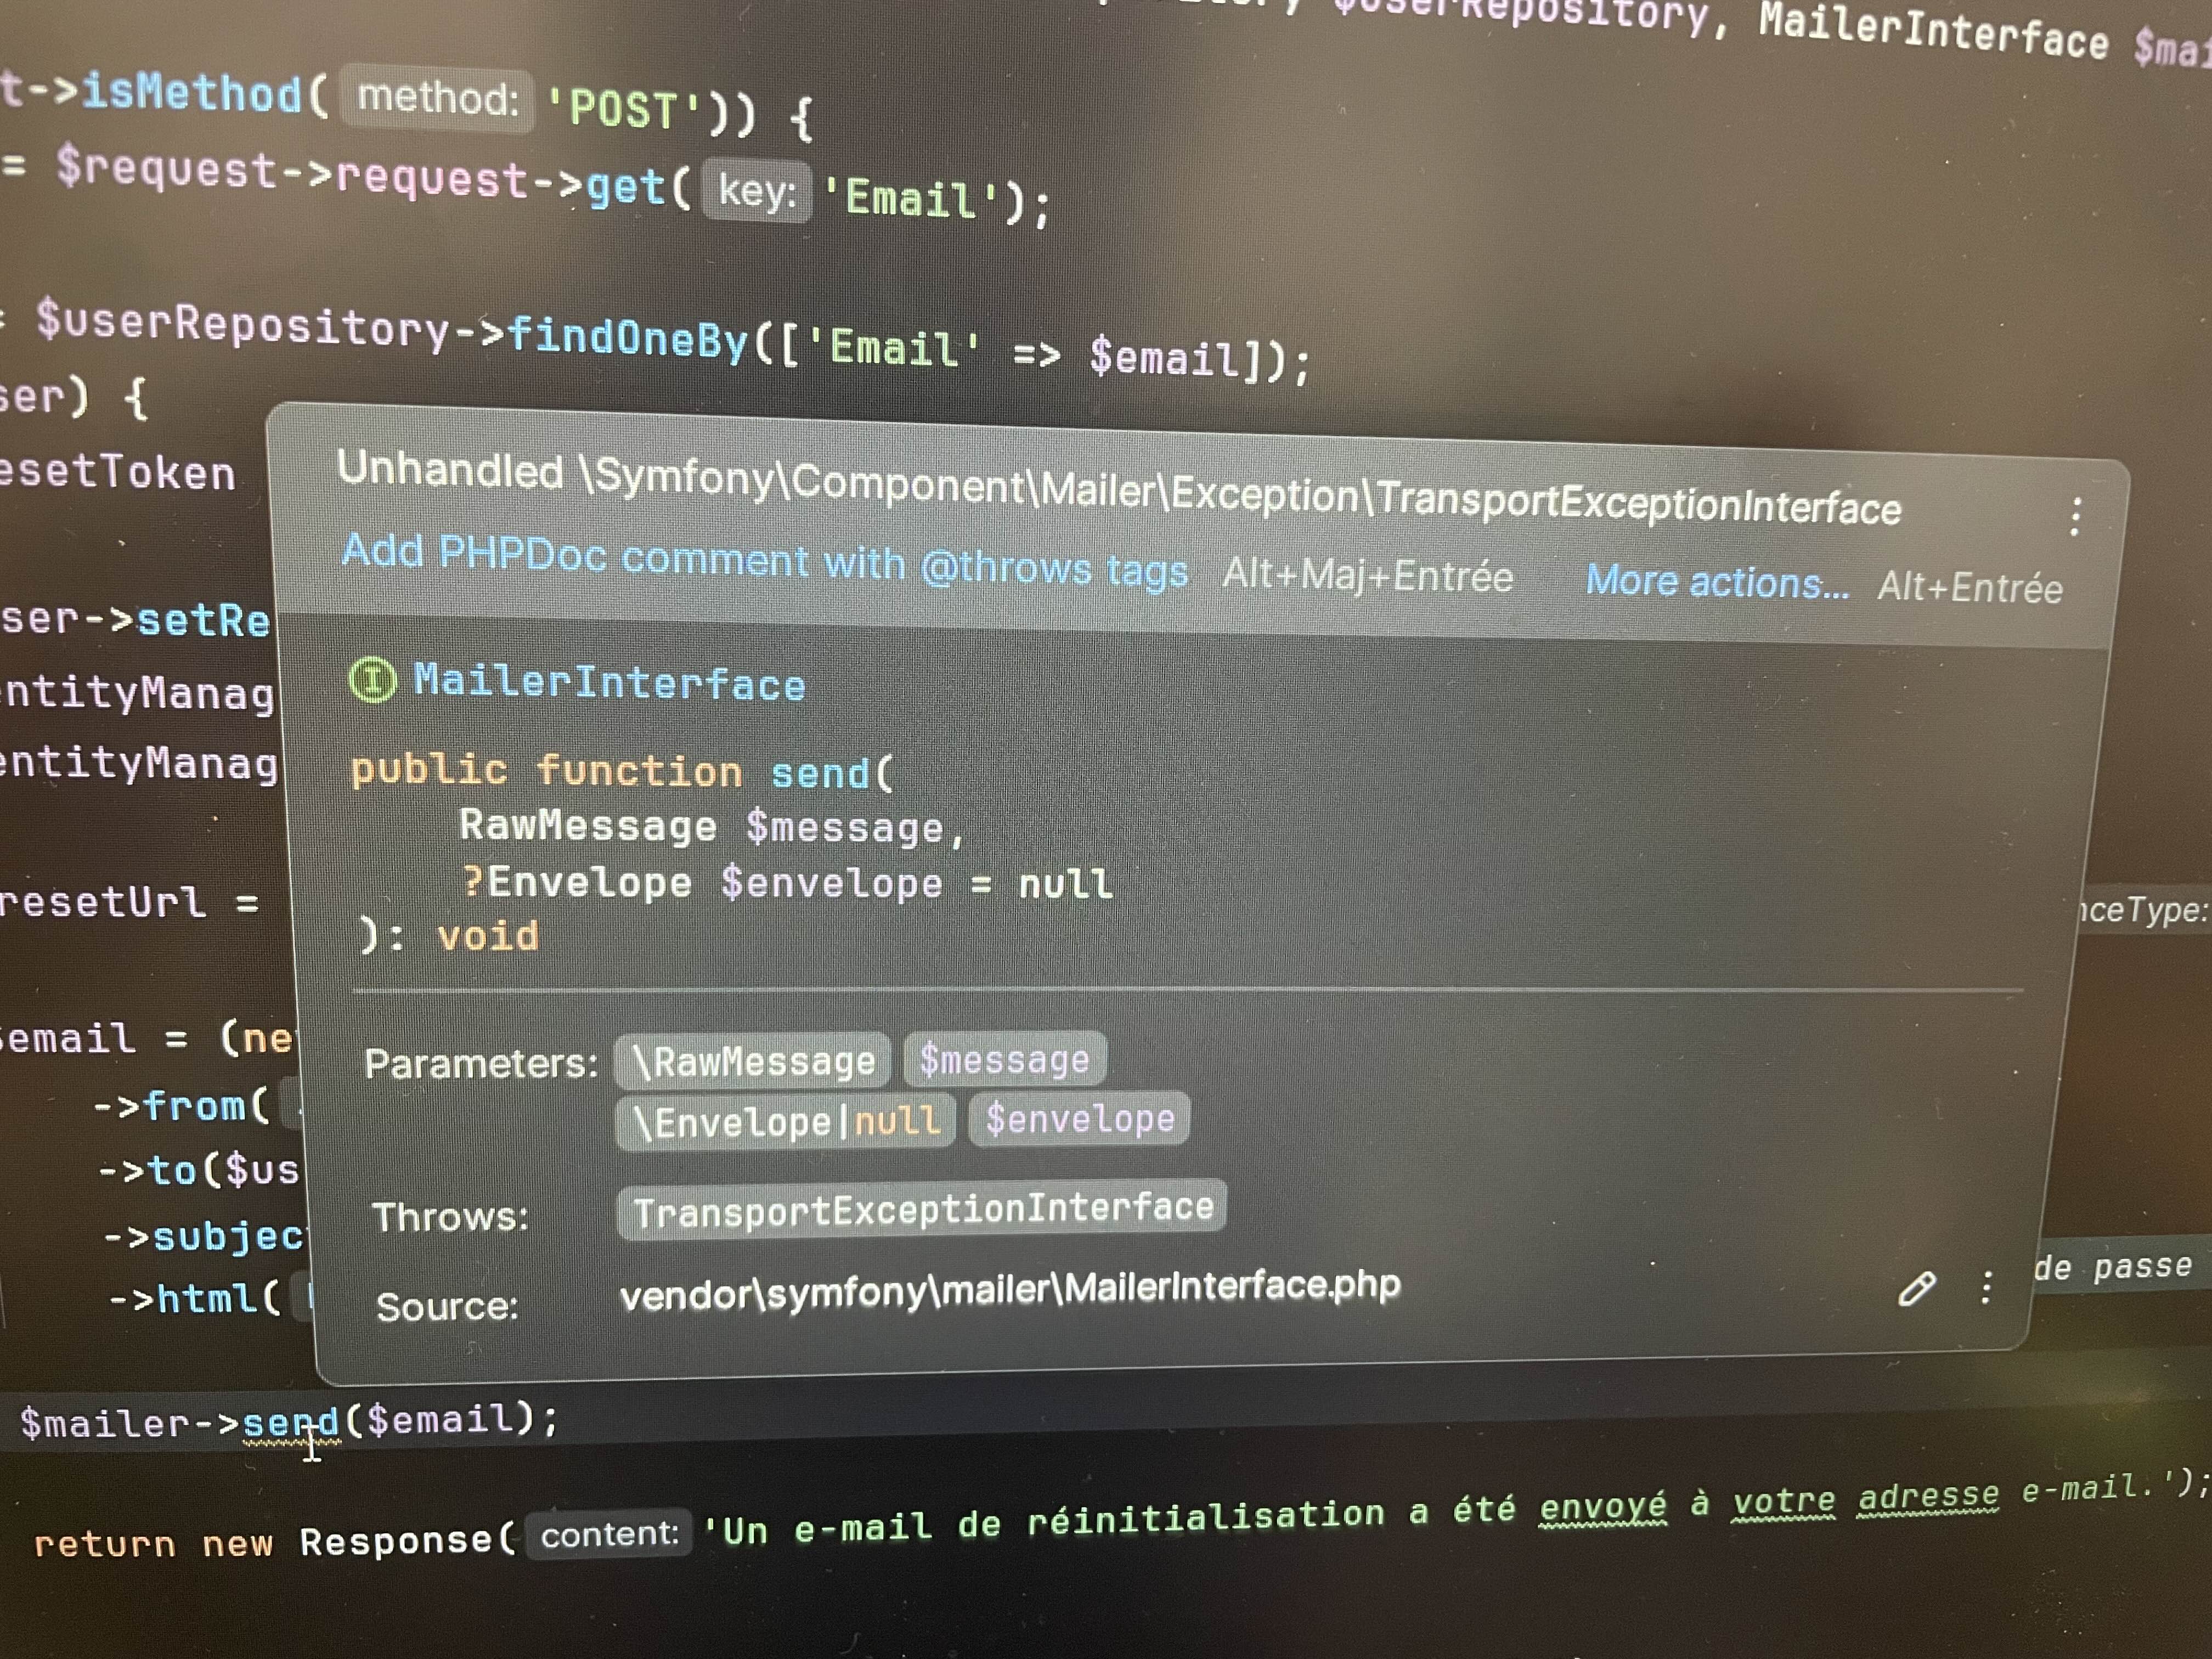 $userRepository, MailerInterface $mai
t->isMethod( method: 'POST')) {
= $request->request->get( key: 'Email');
= $userRepository->findOneBy(['Email' => $email]);
ser) {
esetToken
Unhandled \Symfony\Component\Mailer\Exception\TransportExceptionInterface
Add PHPDoc comment with @throws tags Alt+Maj+Entrée More actions... Alt+Entrée
ser->setRe
MailerInterface
ntityManag
entityManag
public function send(
RawMessage $message,
?Envelope $envelope = null
): void
resetUrl =
nceType:
$email = (ne
Parameters: \RawMessage $message
\Envelope|null $envelope
->from(
->to($us
Throws: TransportExceptionInterface
->subjec
->html(
Source: vendor\symfony\mailer\MailerInterface.php
de passe
$mailer->send($email);
return new Response( content: 'Un e-mail de réinitialisation a été envoyé à votre adresse e-mail.');